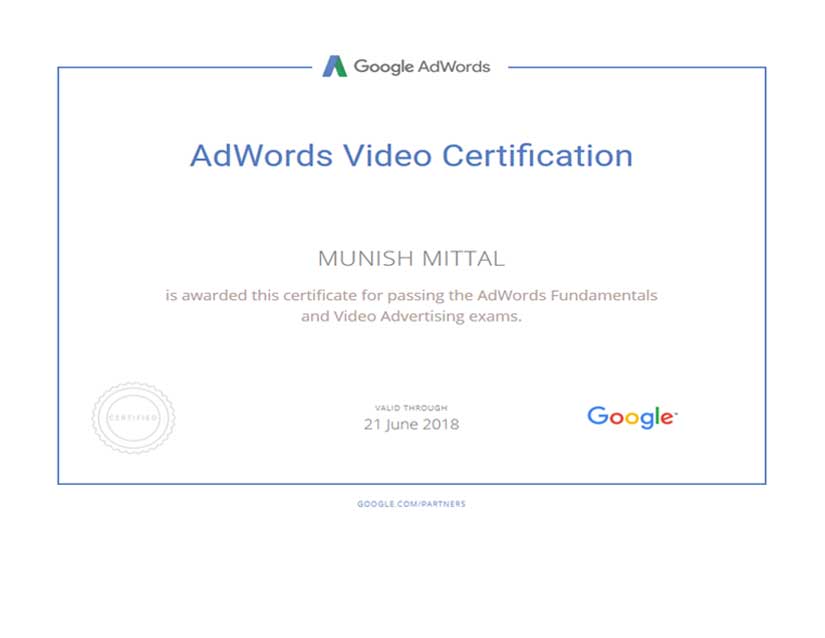 Google AdWords
AdWords Video Certification
MUNISH MITTAL
is awarded this certificate for passing the AdWords Fundamentals
and Video Advertising exams.
CERTIFIED
VALID THROUGH
21 June 2018
Google™
GOOGLE.COM/PARTNERS